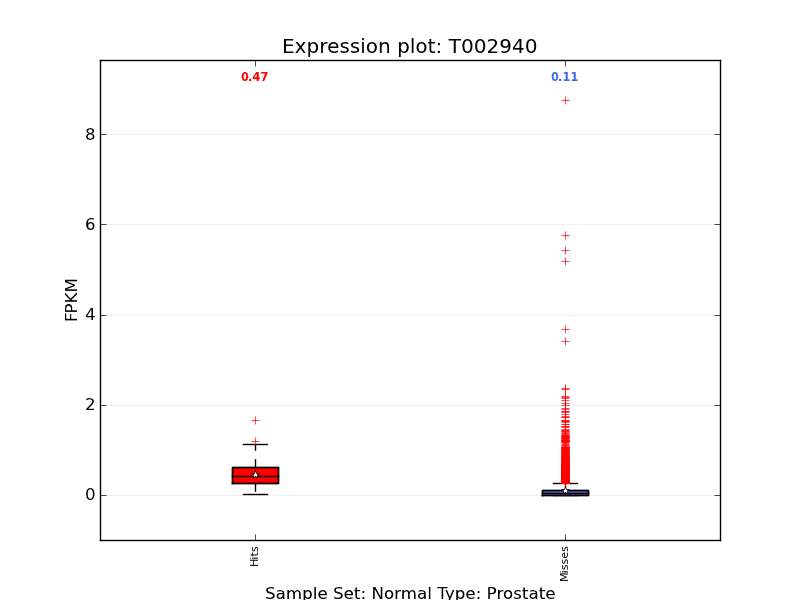 Expression plot: T002940
0.47
0.11
8
6
4
2
0
FPKM
Hits
Misses
Sample Set: Normal Type: Prostate